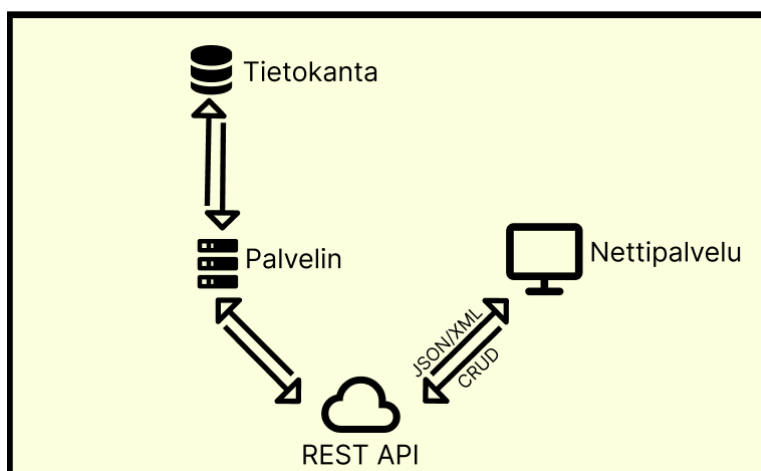 Tietokanta
Palvelin
Nettipalvelu
JSON/XML
CRUD
REST API